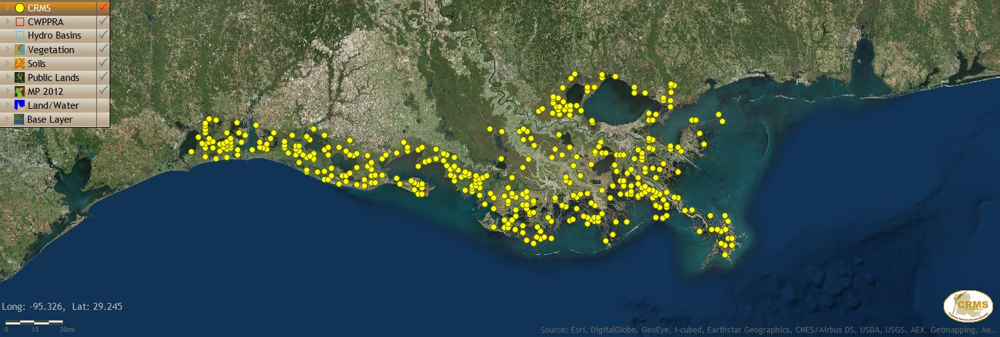 CRMS
CWPPRA
Hydro Basins
Vegetation
Soils
Public Lands
MP 2012
Land/Water
Base Layer
Long: -95.326, Lat: 29.245
0 15 30mi
CRMS
Source: Esri, DigitalGlobe, GeoEye, i-cubed, Earthstar Geographics, CNES/Airbus DS, USDA, USGS, AEX, Getmapping, Ae...